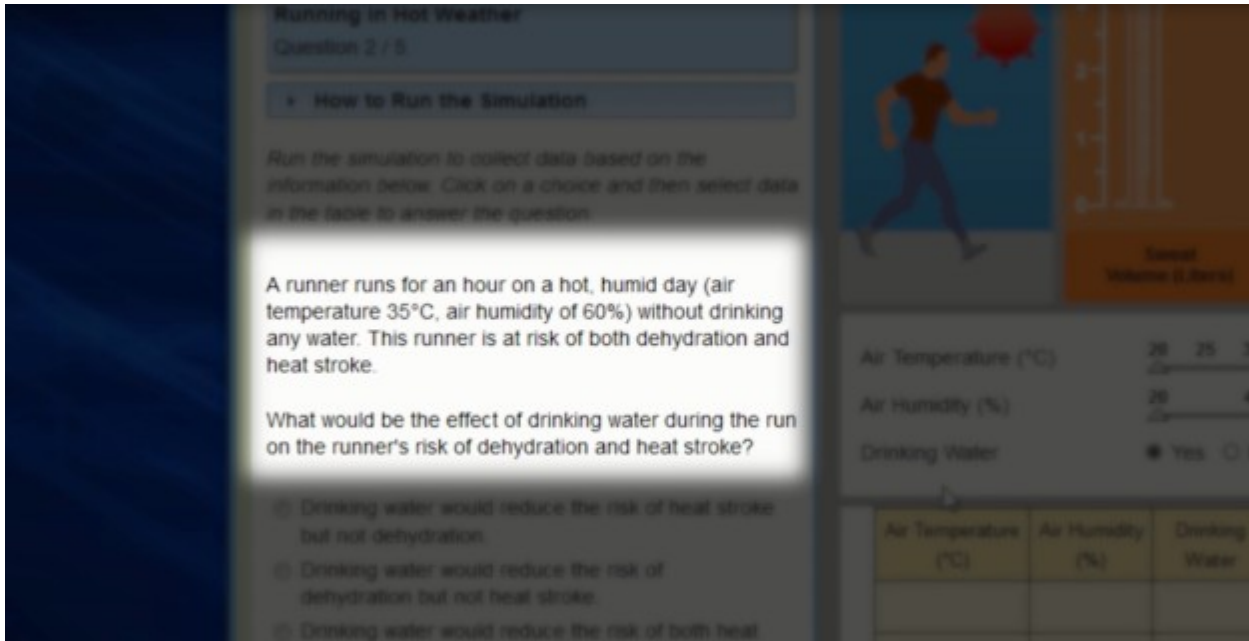 Running in Hot Weather
Question 2 / 5
How to Run the Simulation
Run the simulation to collect data based on the
information below. Click on a choice and then select data
in the table to answer the question
A runner runs for an hour on a hot, humid day (air
temperature 35°C, air humidity of 60%) without drinking
any water. This runner is at risk of both dehydration and
heat stroke.
What would be the effect of drinking water during the run
on the runner's risk of dehydration and heat stroke?
Drinking water would reduce the risk of heat stroke
but not dehydration.
Drinking water would reduce the risk of
dehydration but not heat stroke.
Drinking water would reduce the risk of both heat
2
1
0
Sweat
Volume (Liters)
Air Temperature (°C)
20 25
Air Humidity (%)
20
Drinking Water
Yes
Air Temperature
(°C)
Air Humidity
(%)
Drinking
Water